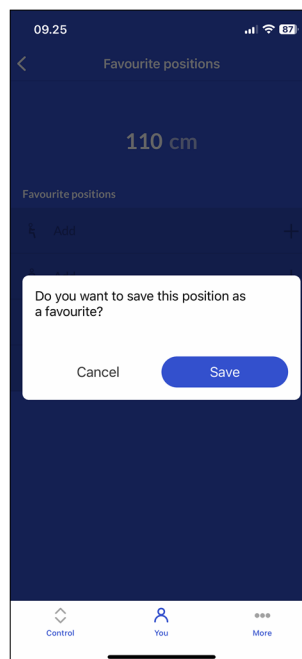 09.25
87
Favourite positions
110 cm
Favourite positions
Add
Do you want to save this position as
a favourite?
Cancel
Save
Control
You
More